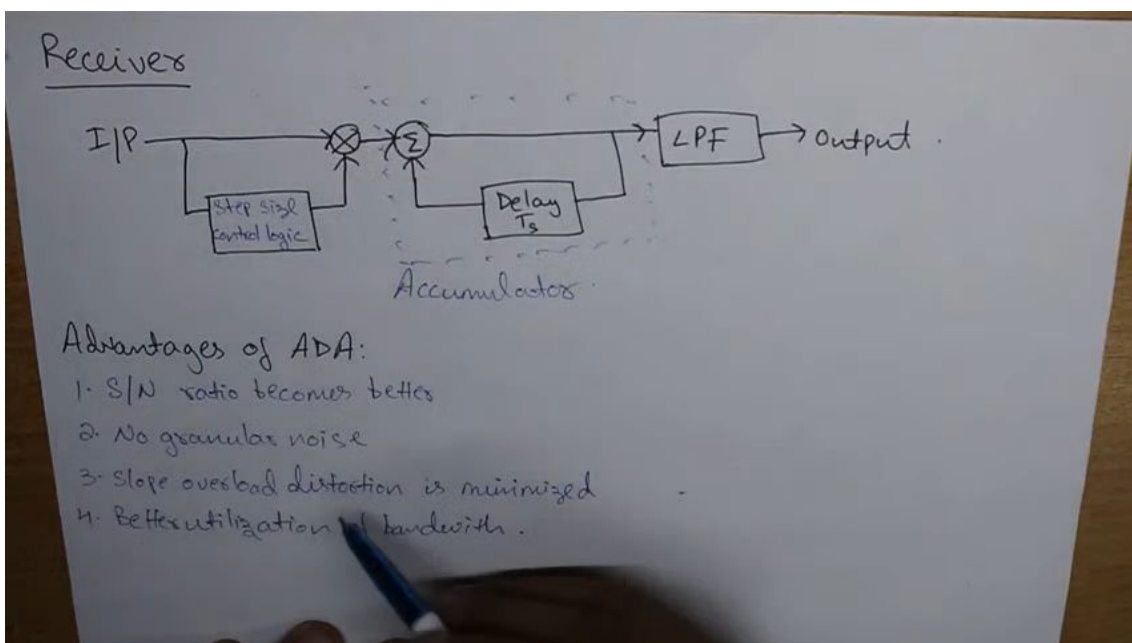 Receiver
I/P
Σ
LPF
Output .
Step size
control logic
Delay
Ts
Accumulator.
Advantages of ADA:
1. S/N ratio becomes better
2. No granular noise
3. Slope overload distortion is minimized
4. Better utilization bandwith.